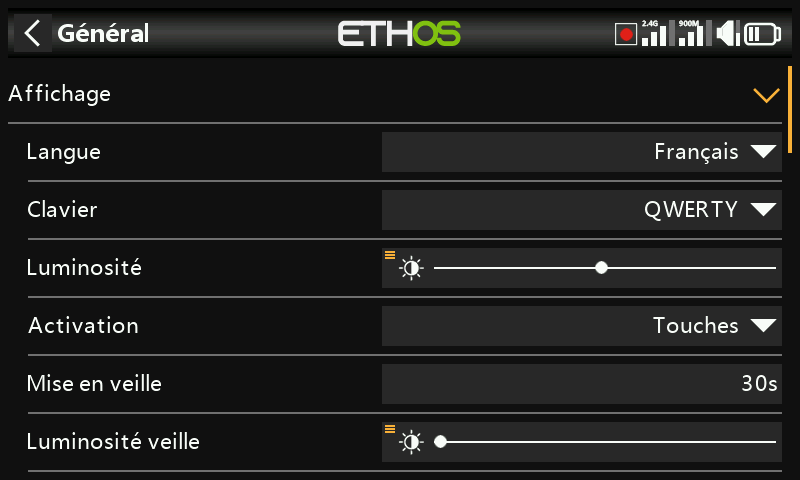 Général
ETHOS
2.4G
900M
Affichage
Langue
Français
Clavier
QWERTY
Luminosité
Activation
Touches
Mise en veille
30s
Luminosité veille